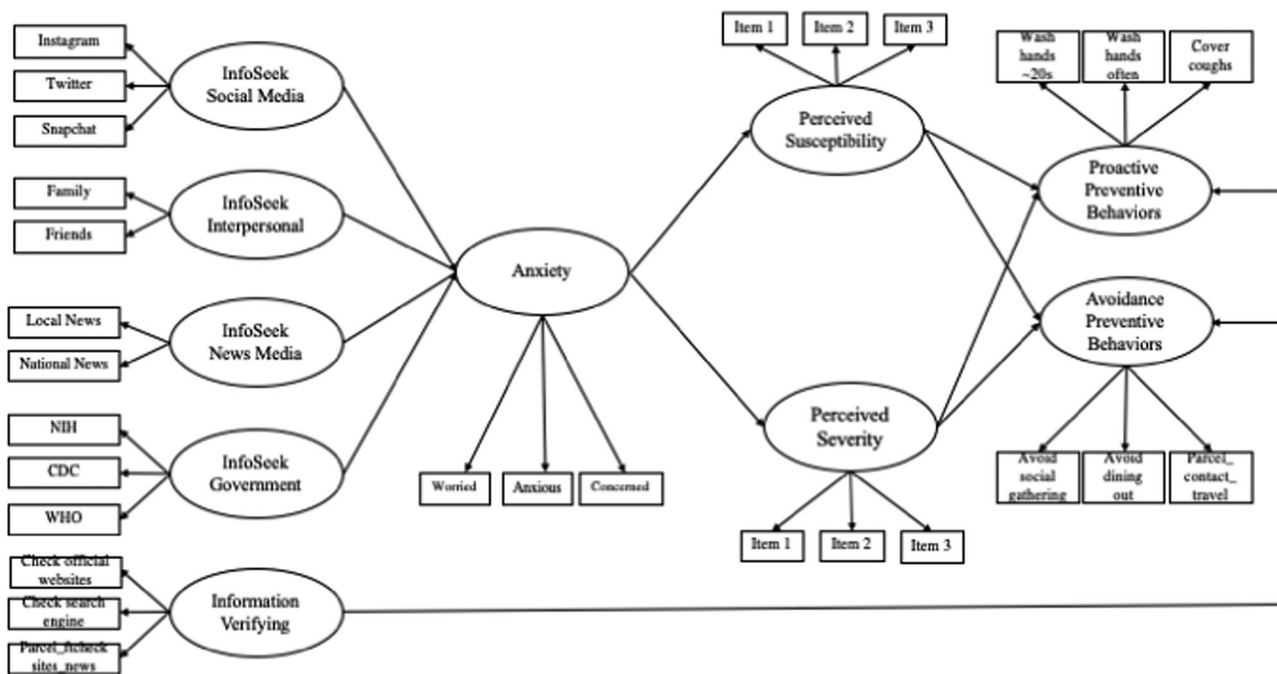 Instagram
Twitter
Snapchat
InfoSeek
Social Media
Family
Friends
InfoSeek
Interpersonal
Local News
National News
InfoSeek
News Media
NIH
CDC
WHO
InfoSeek
Government
Check official
websites
Check search
engine
Parcel_ftcheck
sites_news
Information
Verifying
Anxiety
Worried
Anxious
Concerned
Item 1
Item 2
Item 3
Perceived
Susceptibility
Perceived
Severity
Item 1
Item 2
Item 3
Wash
hands
~20s
Wash
hands
often
Cover
coughs
Proactive
Preventive
Behaviors
Avoidance
Preventive
Behaviors
Avoid
social
gathering
Avoid
dining
out
Parcel_
contact_
travel